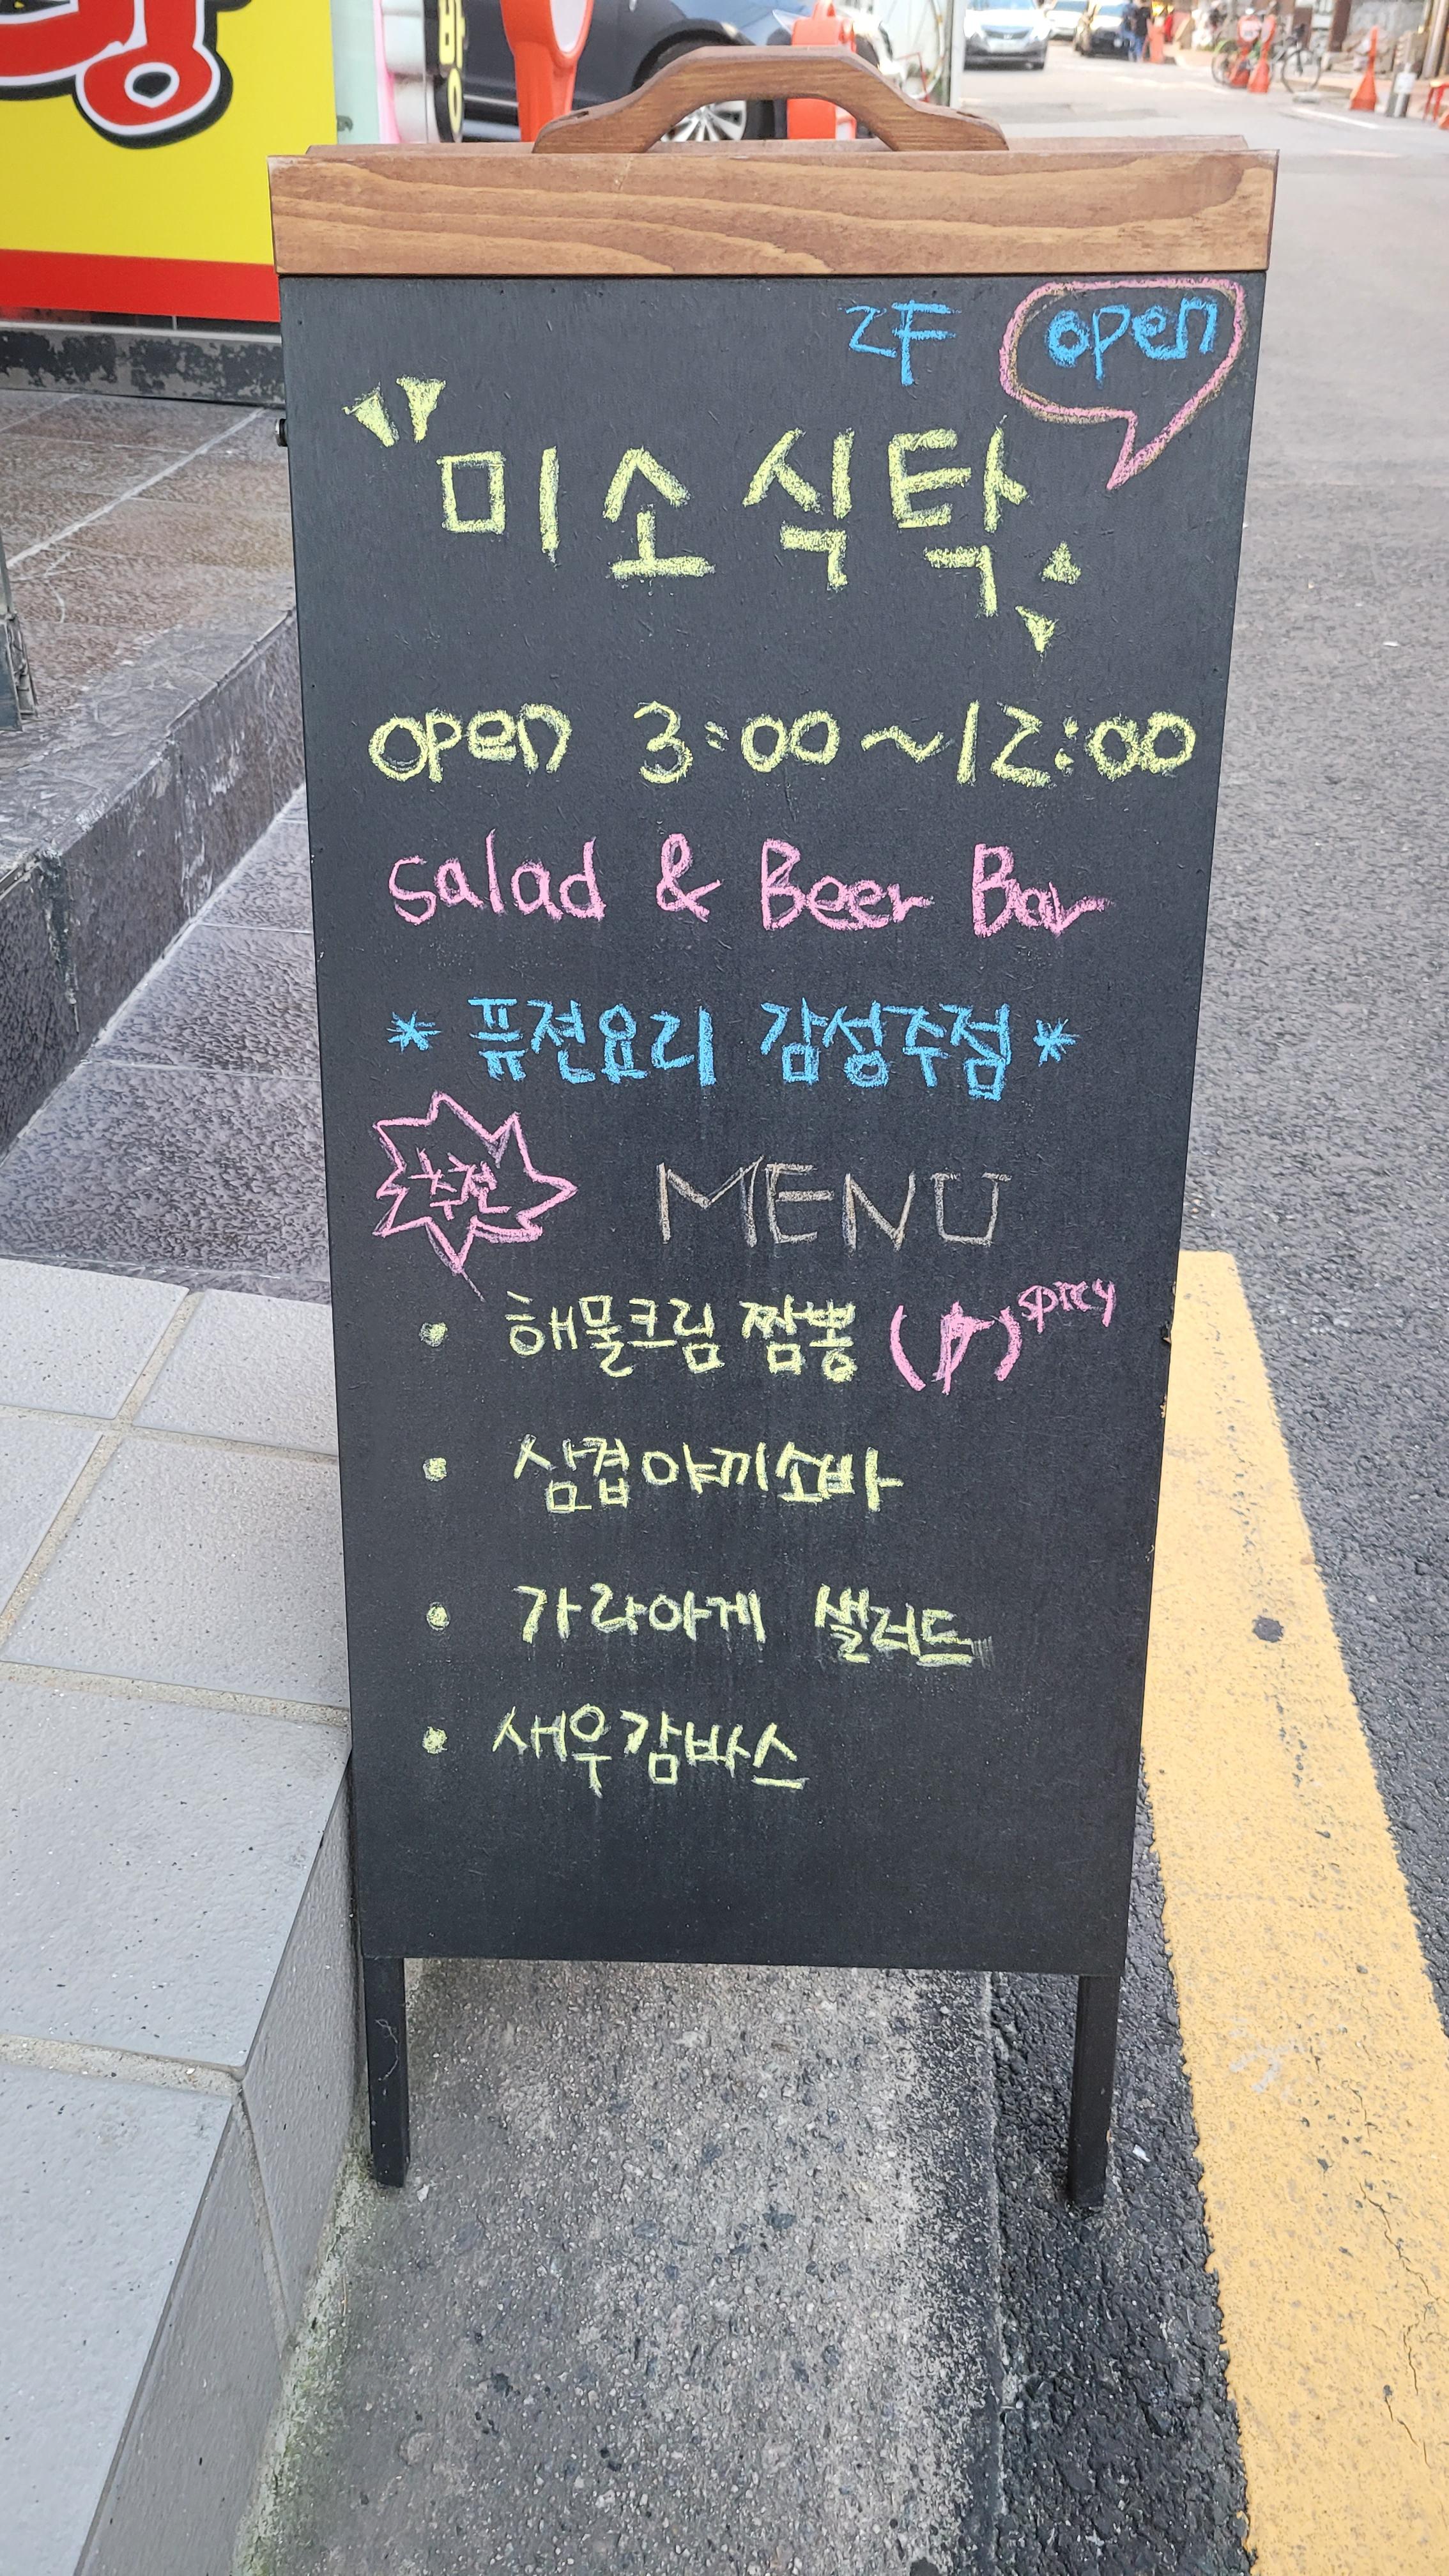 2F open
미소식탁
open 3:00~12:00
Salad & Beer Bar
* 퓨젼요리 감성주점 *
추천 MENU
• 해물크림 짬뽕 ( ) spicy
• 삼겹야끼소바
• 가라아게 샐러드
• 새우감바스